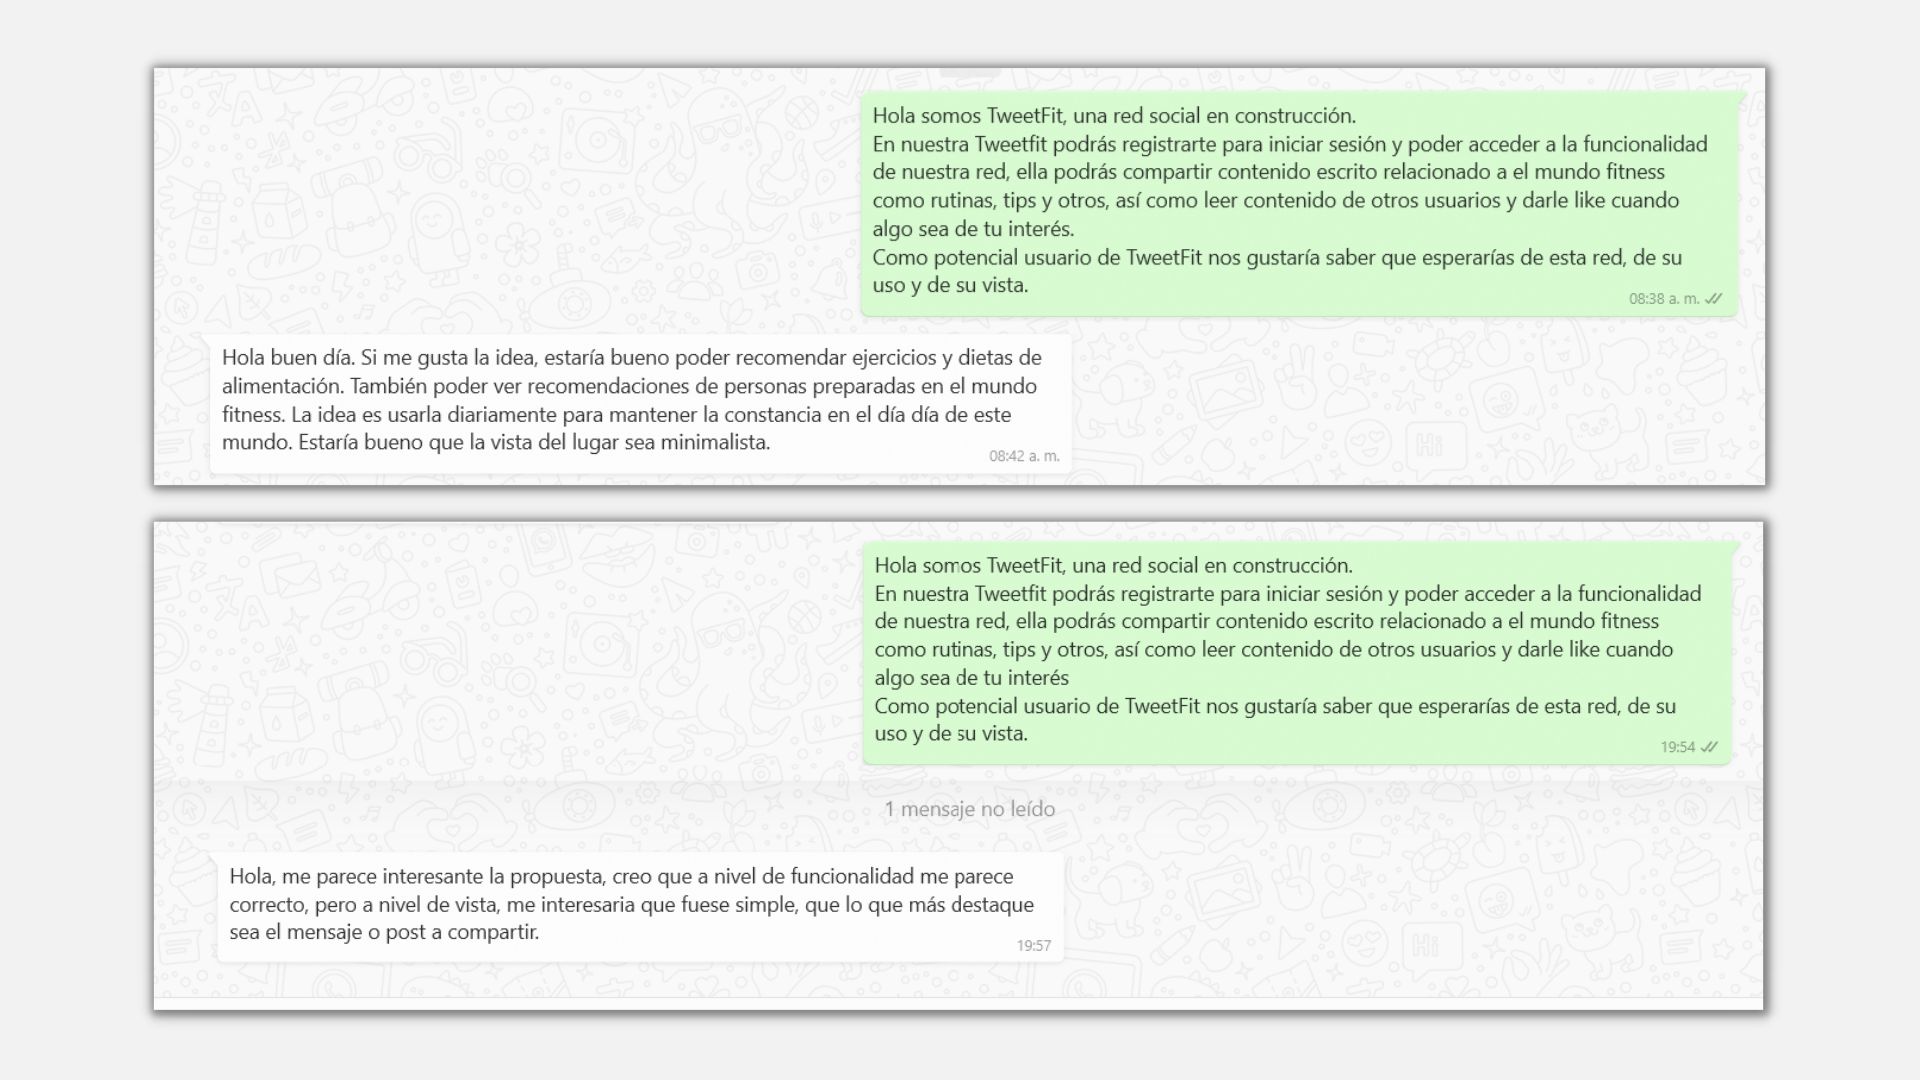 Hola somos TweetFit, una red social en construcción.
En nuestra Tweetfit podrás registrarte para iniciar sesión y poder acceder a la funcionalidad
de nuestra red, ella podrás compartir contenido escrito relacionado a el mundo fitness
como rutinas, tips y otros, así como leer contenido de otros usuarios y darle like cuando
algo sea de tu interés.
Como potencial usuario de TweetFit nos gustaría saber que esperarías de esta red, de su
uso y de su vista.
08:38 a. m.
Hola buen día. Si me gusta la idea, estaría bueno poder recomendar ejercicios y dietas de
alimentación. También poder ver recomendaciones de personas preparadas en el mundo
fitness. La idea es usarla diariamente para mantener la constancia en el día día de este
mundo. Estaría bueno que la vista del lugar sea minimalista.
08:42 a. m.
Hola somos TweetFit, una red social en construcción.
En nuestra Tweetfit podrás registrarte para iniciar sesión y poder acceder a la funcionalidad
de nuestra red, ella podrás compartir contenido escrito relacionado a el mundo fitness
como rutinas, tips y otros, así como leer contenido de otros usuarios y darle like cuando
algo sea de tu interés
Como potencial usuario de TweetFit nos gustaría saber que esperarías de esta red, de su
uso y de su vista.
19:54
1 mensaje no leído
Hola, me parece interesante la propuesta, creo que a nivel de funcionalidad me parece
correcto, pero a nivel de vista, me interesaria que fuese simple, que lo que más destaque
sea el mensaje o post a compartir.
19:57